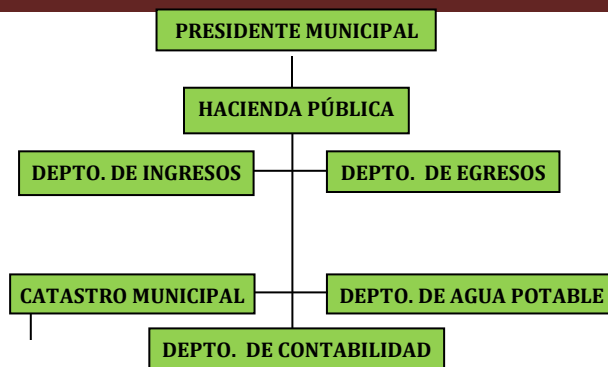 PRESIDENTE MUNICIPAL
HACIENDA PÚBLICA
DEPTO. DE INGRESOS
DEPTO. DE EGRESOS
CATASTRO MUNICIPAL
DEPTO. DE AGUA POTABLE
DEPTO. DE CONTABILIDAD